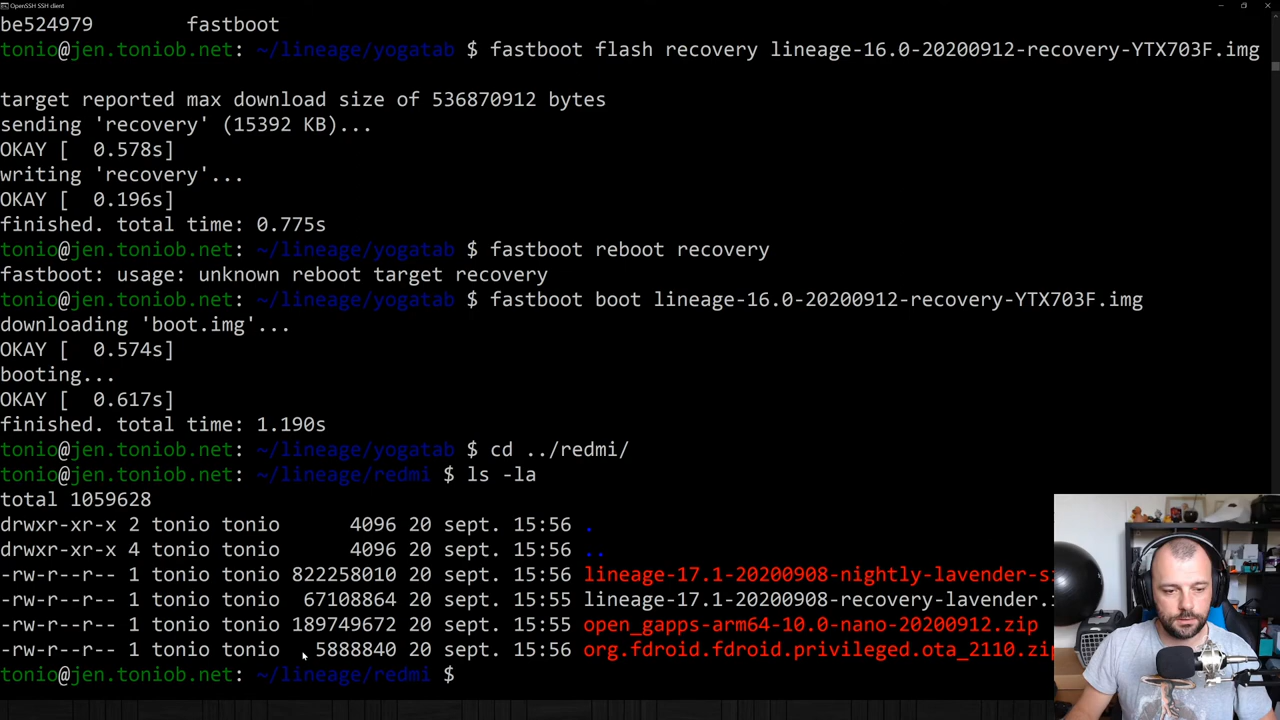 OpenSSH SSH client
be524979 fastboot
tonio@jen.toniob.net: ~/lineage/yogatab $ fastboot flash recovery lineage-16.0-20200912-recovery-YTX703F.img
target reported max download size of 536870912 bytes
sending 'recovery' (15392 KB)...
OKAY [ 0.578s]
writing 'recovery'...
OKAY [ 0.196s]
finished. total time: 0.775s
tonio@jen.toniob.net: ~/lineage/yogatab $ fastboot reboot recovery
fastboot: usage: unknown reboot target recovery
tonio@jen.toniob.net: ~/lineage/yogatab $ fastboot boot lineage-16.0-20200912-recovery-YTX703F.img
downloading 'boot.img'...
OKAY [ 0.574s]
booting...
OKAY [ 0.617s]
finished. total time: 1.190s
tonio@jen.toniob.net: ~/lineage/yogatab $ cd ../redmi/
tonio@jen.toniob.net: ~/lineage/redmi $ ls -la
total 1059628
drwxr-xr-x 2 tonio tonio 4096 20 sept. 15:56 .
drwxr-xr-x 4 tonio tonio 4096 20 sept. 15:56 ..
-rw-r--r-- 1 tonio tonio 822258010 20 sept. 15:56 lineage-17.1-20200908-nightly-lavender-si
-rw-r--r-- 1 tonio tonio 67108864 20 sept. 15:55 lineage-17.1-20200908-recovery-lavender.i
-rw-r--r-- 1 tonio tonio 189749672 20 sept. 15:55 open_gapps-arm64-10.0-nano-20200912.zip
-rw-r--r-- 1 tonio tonio 5888840 20 sept. 15:56 org.fdroid.fdroid.privileged.ota_2110.zip
tonio@jen.toniob.net: ~/lineage/redmi $